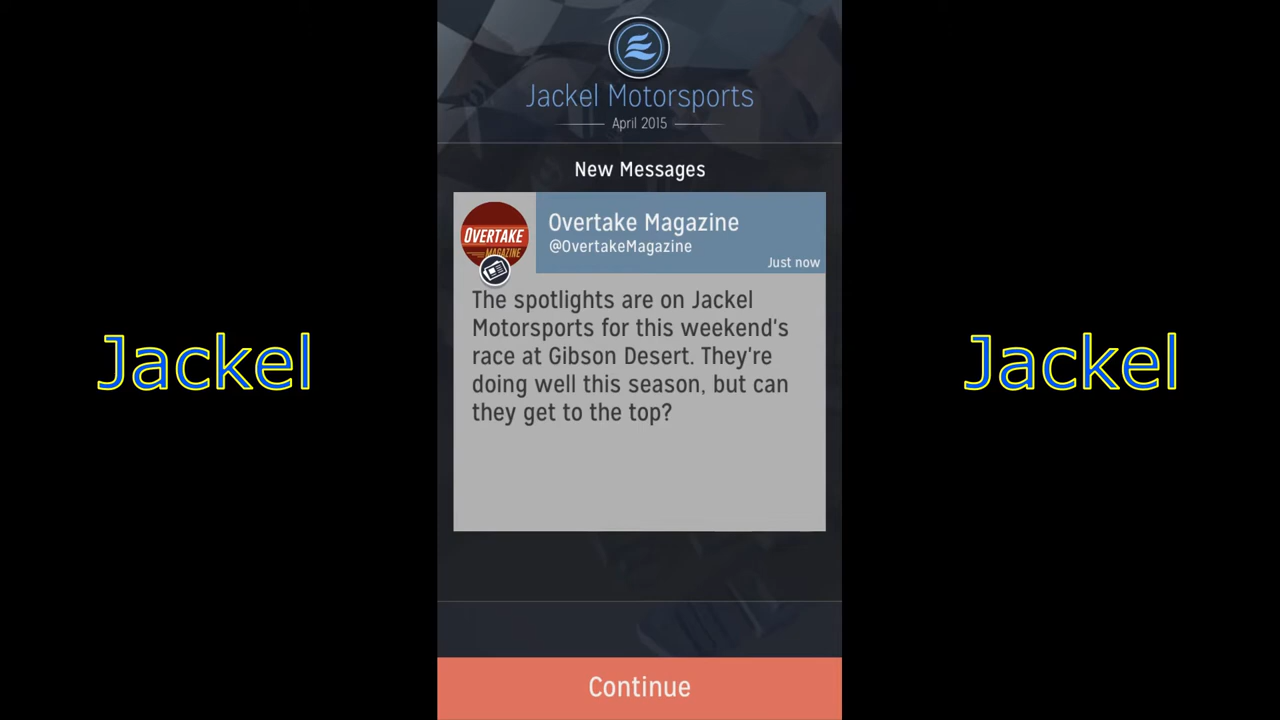 Jackel Motorsports
April 2015
New Messages
OVERTAKE
MAGAZINE
Overtake Magazine
@OvertakeMagazine
Just now
The spotlights are on Jackel
Motorsports for this weekend's
race at Gibson Desert. They're
doing well this season, but can
they get to the top?
Jackel
Jackel
Continue